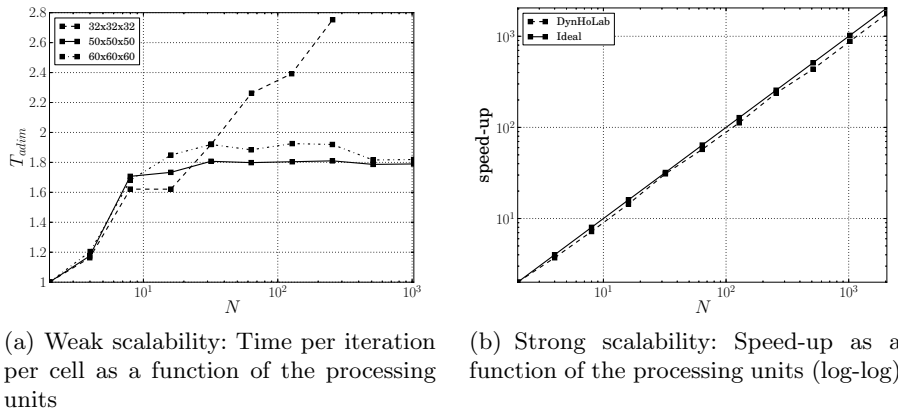 2.8
2.6
2.4
2.2
2
1.8
1.6
1.4
1.2
1
T_adim
32x32x32
50x50x50
60x60x60
10^1
10^2
10^3
N
10^3
10^2
10^1
speed-up
DynHoLab
Ideal
10^1
10^2
10^3
N
(a) Weak scalability: Time per iteration
per cell as a function of the processing
units
(b) Strong scalability: Speed-up as a
function of the processing units (log-log)